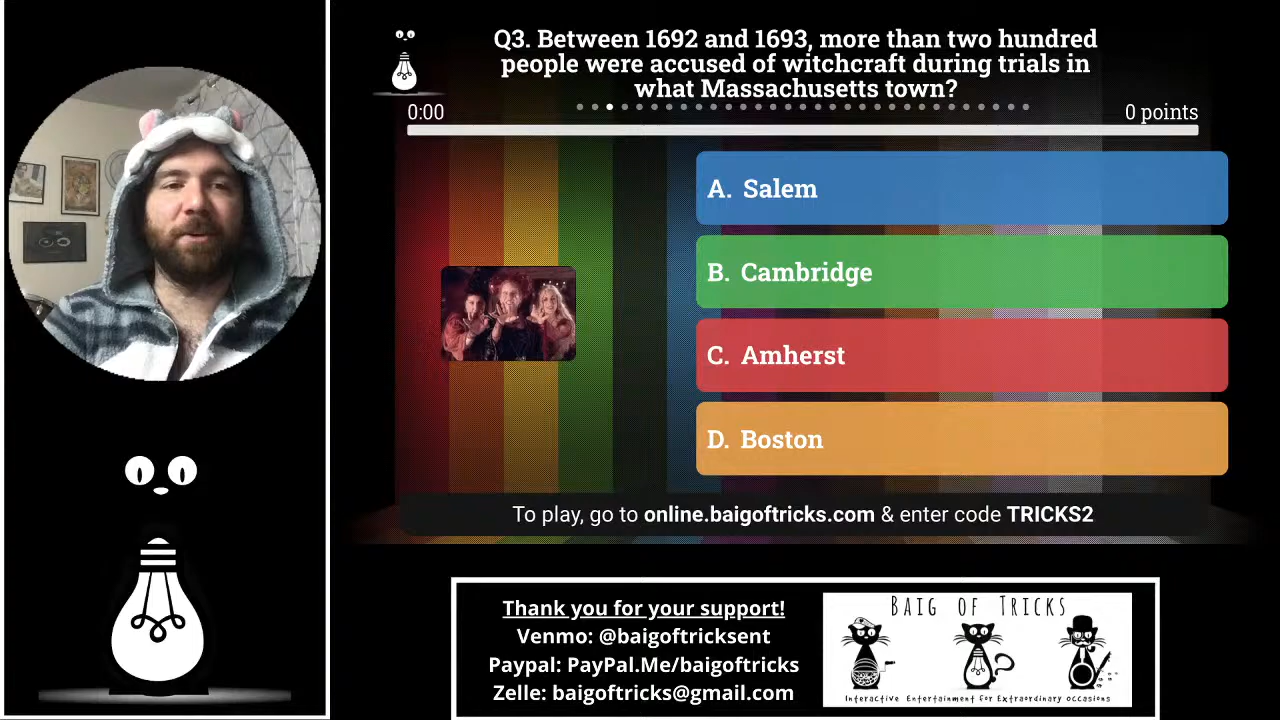 Q3. Between 1692 and 1693, more than two hundred
people were accused of witchcraft during trials in
what Massachusetts town?
0:00
0 points
A. Salem
B. Cambridge
C. Amherst
D. Boston
To play, go to online.baigoftricks.com & enter code TRICKS2
Thank you for your support!
Venmo: @baigoftricksent
Paypal: PayPal.Me/baigoftricks
Zelle: baigoftricks@gmail.com
BAIG OF TRICKS
Interactive Entertainment for Extraordinary occasions